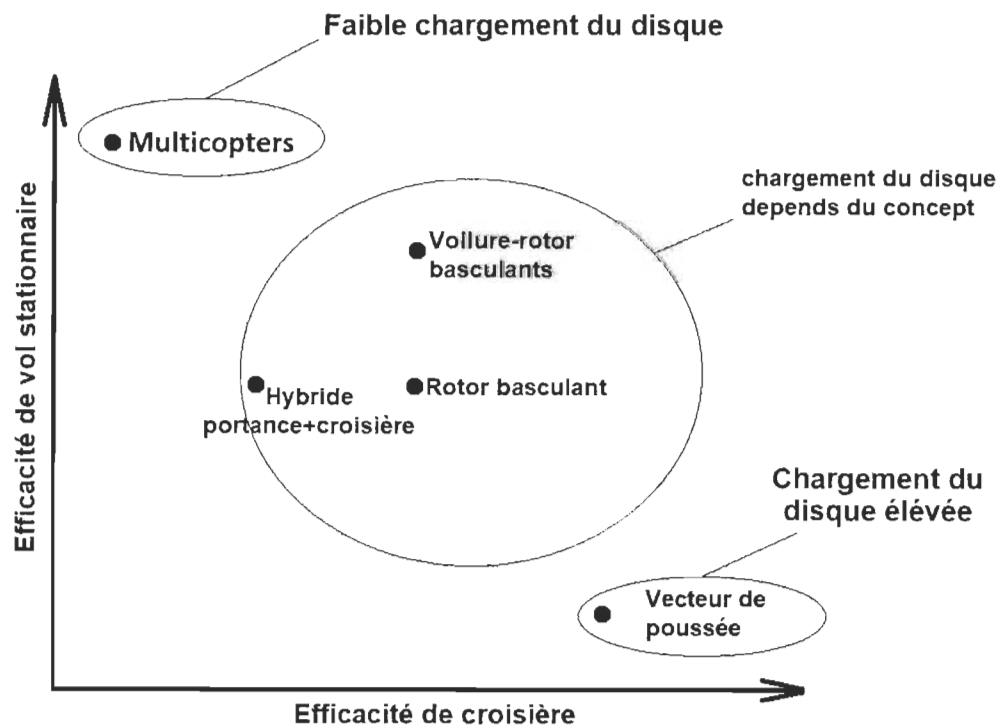 Faible chargement du disque
Multicopters
chargement du disque
depends du concept
Voilure-rotor
basculants
Rotor basculant
Hybride
portance+croisière
Chargement du
disque élévée
Vecteur de
poussée
Efficacité de vol stationnaire
Efficacité de croisière